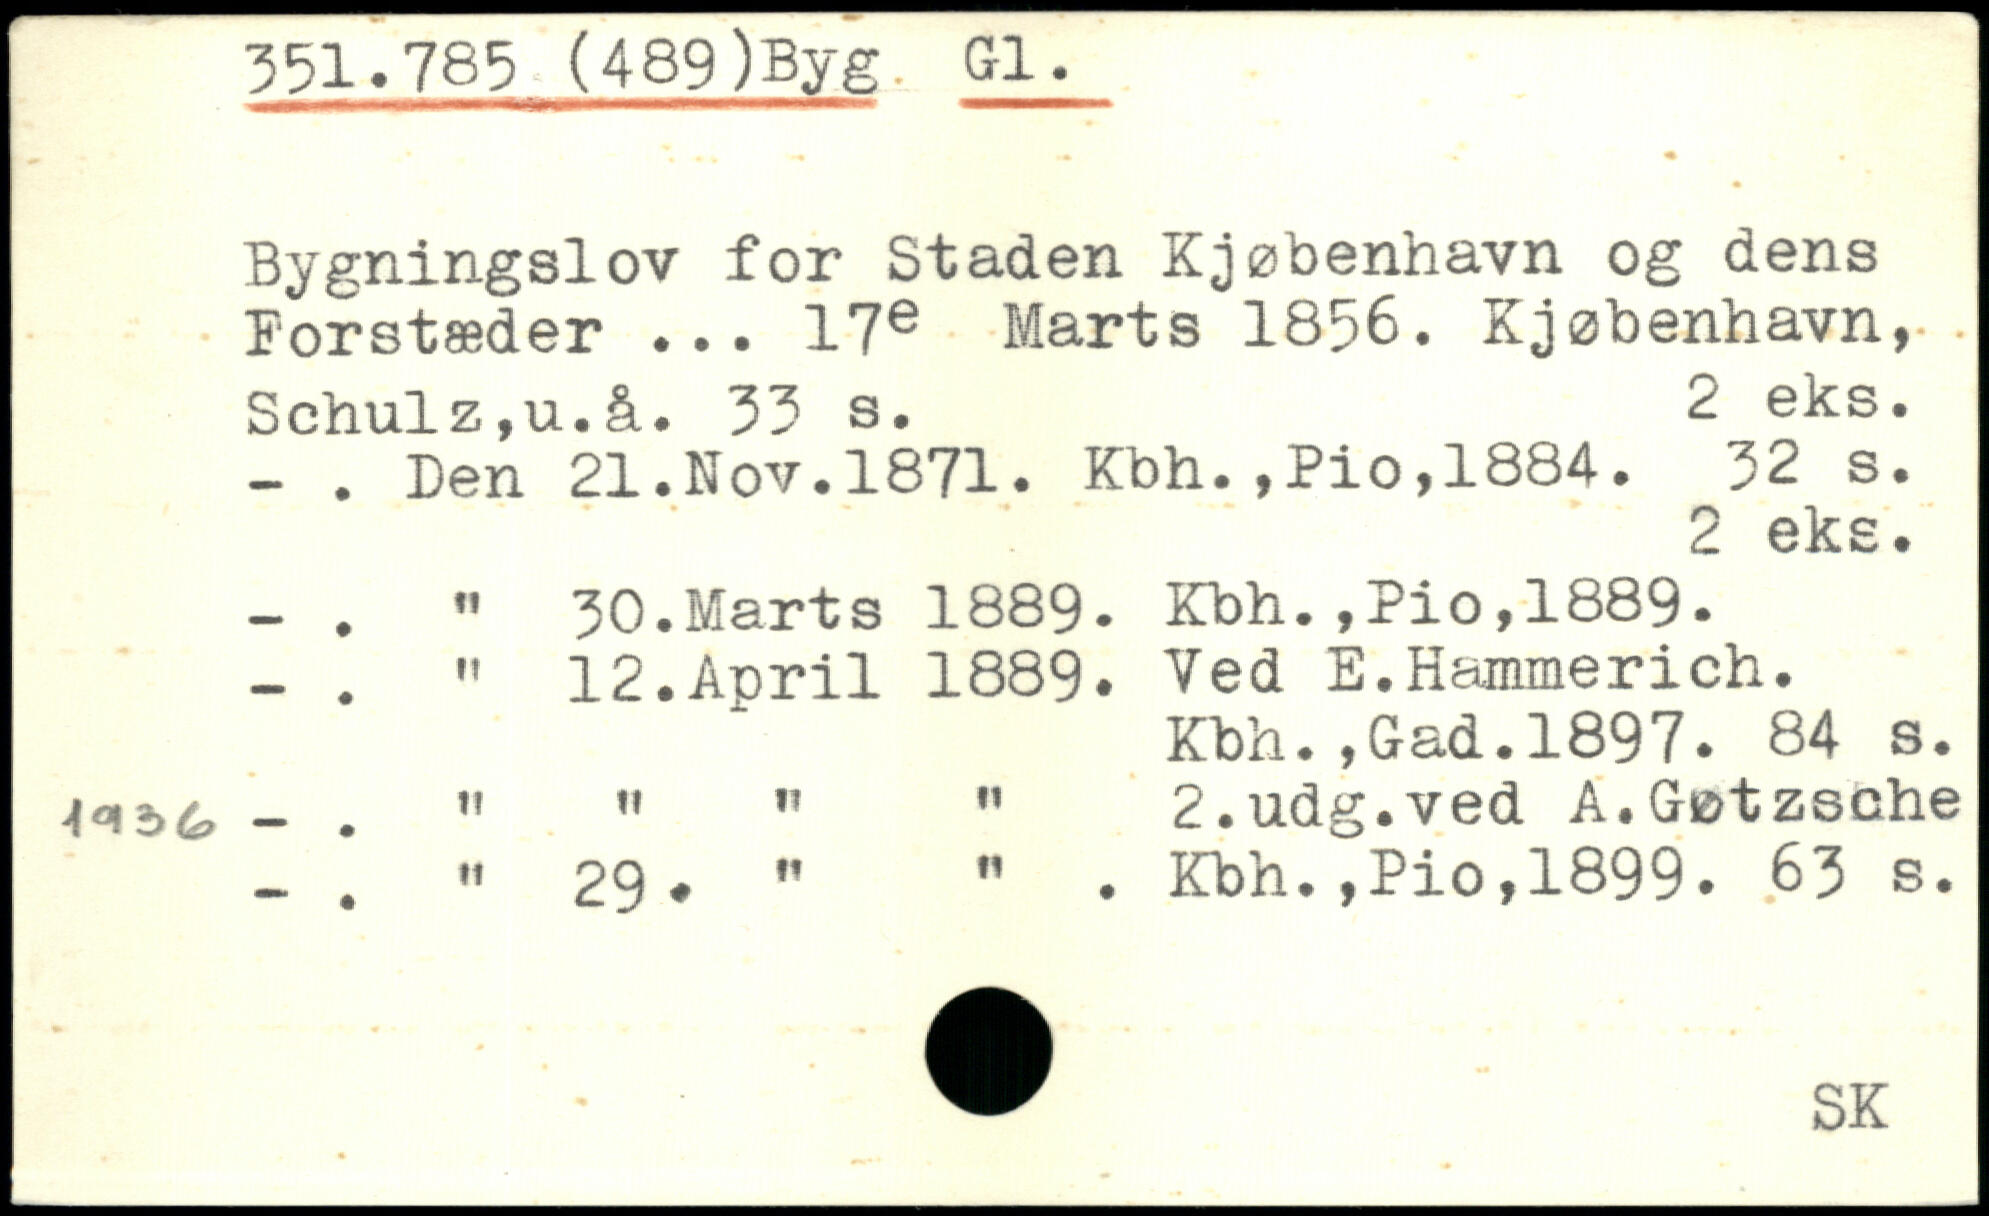 351.785 (489)Byg Gl.
Bygningslov for Staden Kjøbenhavn og dens
Forstæder ... 17e Marts 1856. Kjøbenhavn,
Schulz,u.å. 33 s. 2 eks.
- . Den 21.Nov.1871. Kbh.,Pio,1884. 32 s.
2 eks.
- . " 30.Marts 1889. Kbh.,Pio,1889.
- . " 12.April 1889. Ved E.Hammerich.
Kbh.,Gad.1897. 84 s.
1936 - . " " " " 2.udg.ved A.Gøtzsche
- . " 29. " " . Kbh.,Pio,1899. 63 s.
SK